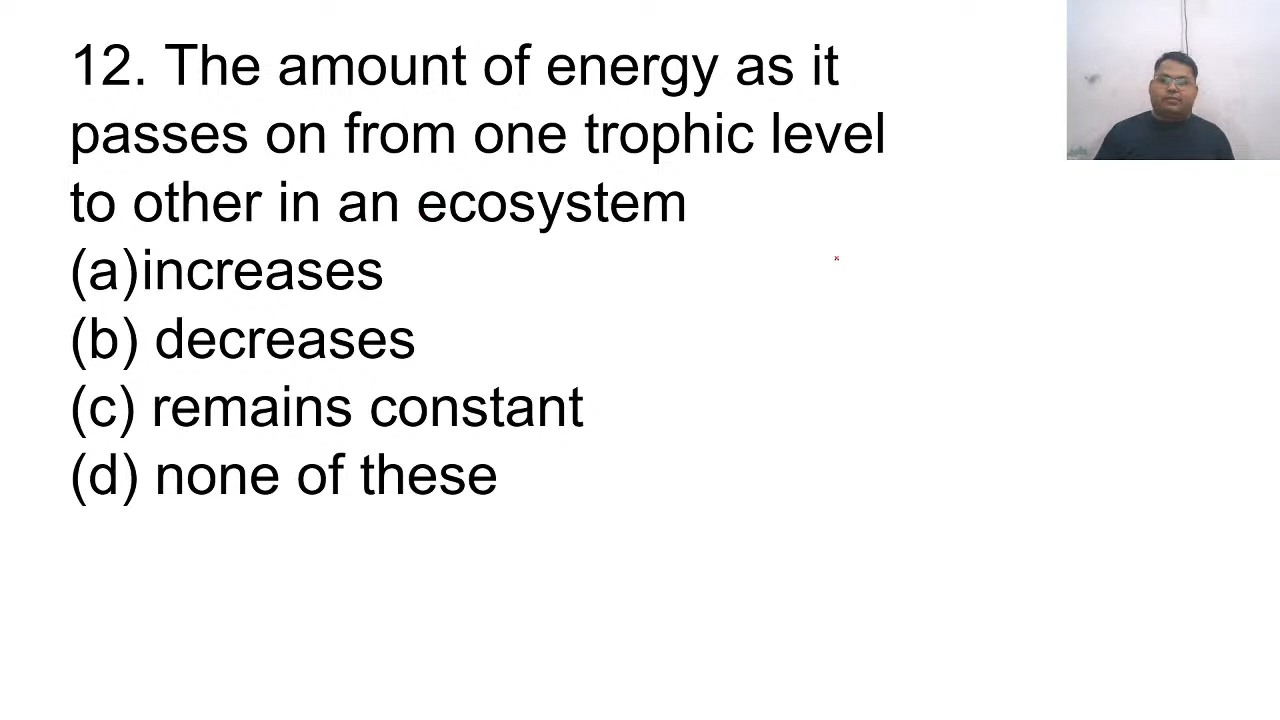 12. The amount of energy as it
passes on from one trophic level
to other in an ecosystem
(a)increases
(b) decreases
(c) remains constant
(d) none of these